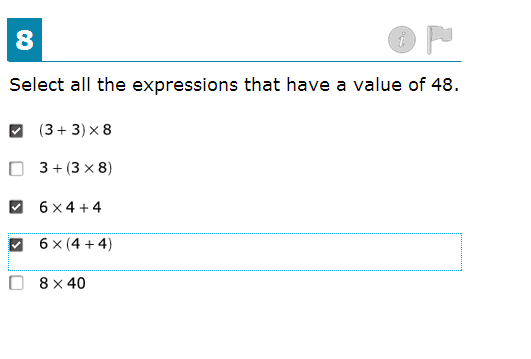 8
i
Select all the expressions that have a value of 48.
(3 + 3) × 8
3 + (3 × 8)
6 × 4 + 4
6 × (4 + 4)
8 × 40